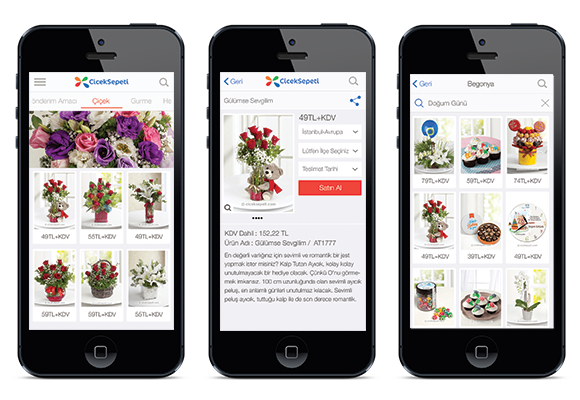 CicekSepeti
önderim Amacı Çiçek Gurme He
49TL+KDV 55TL+KDV 49TL+KDV
59TL+KDV 59TL+KDV 55TL+KDV
Geri CicekSepeti
Gülümse Sevgilim
49TL+KDV
İstanbul-Avrupa
Lütfen İlçe Seçiniz
Teslimat Tarihi
Satın Al
KDV Dahil : 152,22 TL
Ürün Adı : Gülümse Sevgilim / AT1777
En değerli varlığınız için sevimli ve romantik bir jest
yapmak ister misiniz? Kalp Tutan Ayıcık, kolay kolay
unutulmayacak bir hediye olacak. Çünkü O'nu görme-
mek imkansız. 100 cm uzunluğunda olan sevimli ayıcık
peluş, en anlamlı günleri unutulmaz kılacak. Sevimli
peluş ayıcık, tuttuğu kalp ile de son derece romantik.
Geri Begonya
Doğum Günü
79TL+KDV 59TL+KDV 74TL+KDV
49TL+KDV 39TL+KDV 49TL+KDV